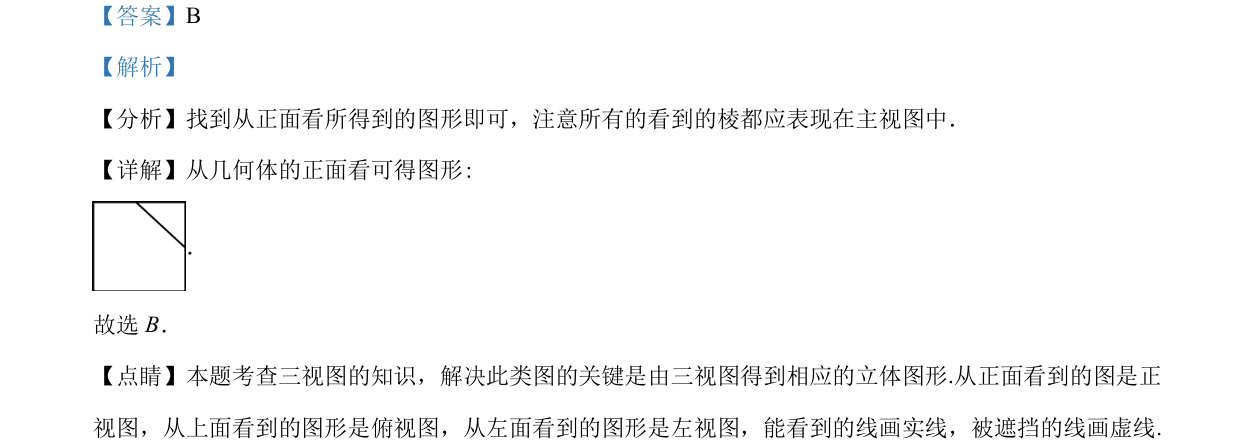 【答案】B
【解析】
【分析】找到从正面看所得到的图形即可，注意所有的看到的棱都应表现在主视图中．
【详解】从几何体的正面看可得图形:
.
故选 B．
【点睛】本题考查三视图的知识，解决此类图的关键是由三视图得到相应的立体图形.从正面看到的图是正
视图，从上面看到的图形是俯视图，从左面看到的图形是左视图，能看到的线画实线，被遮挡的线画虚线.